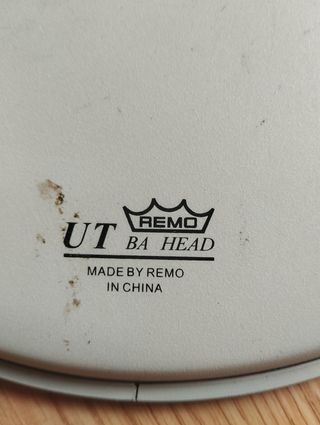 REMO
UT BA HEAD
MADE BY REMO
IN CHINA